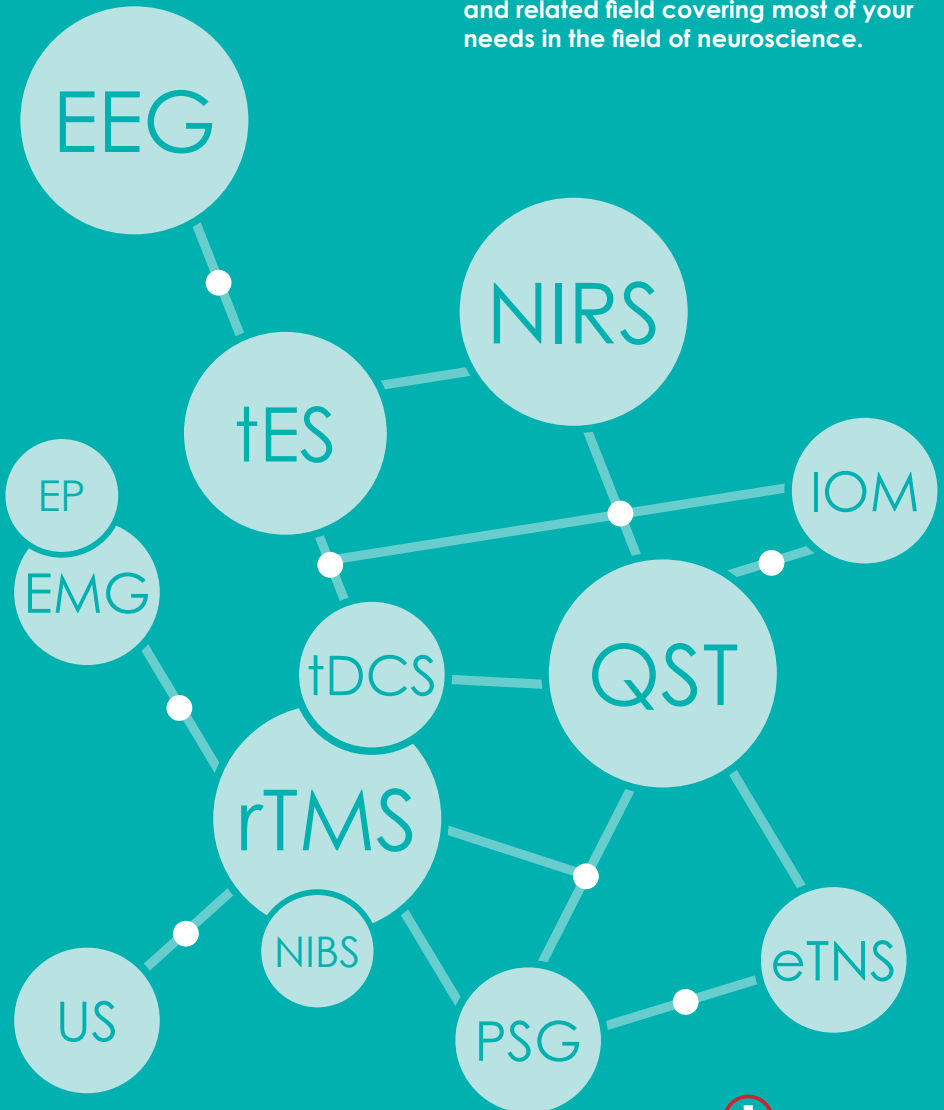 and related field covering most of your
needs in the field of neuroscience.
EEG
NIRS
tES
EP
IOM
EMG
tDCS
QST
rTMS
NIBS
eTNS
US
PSG